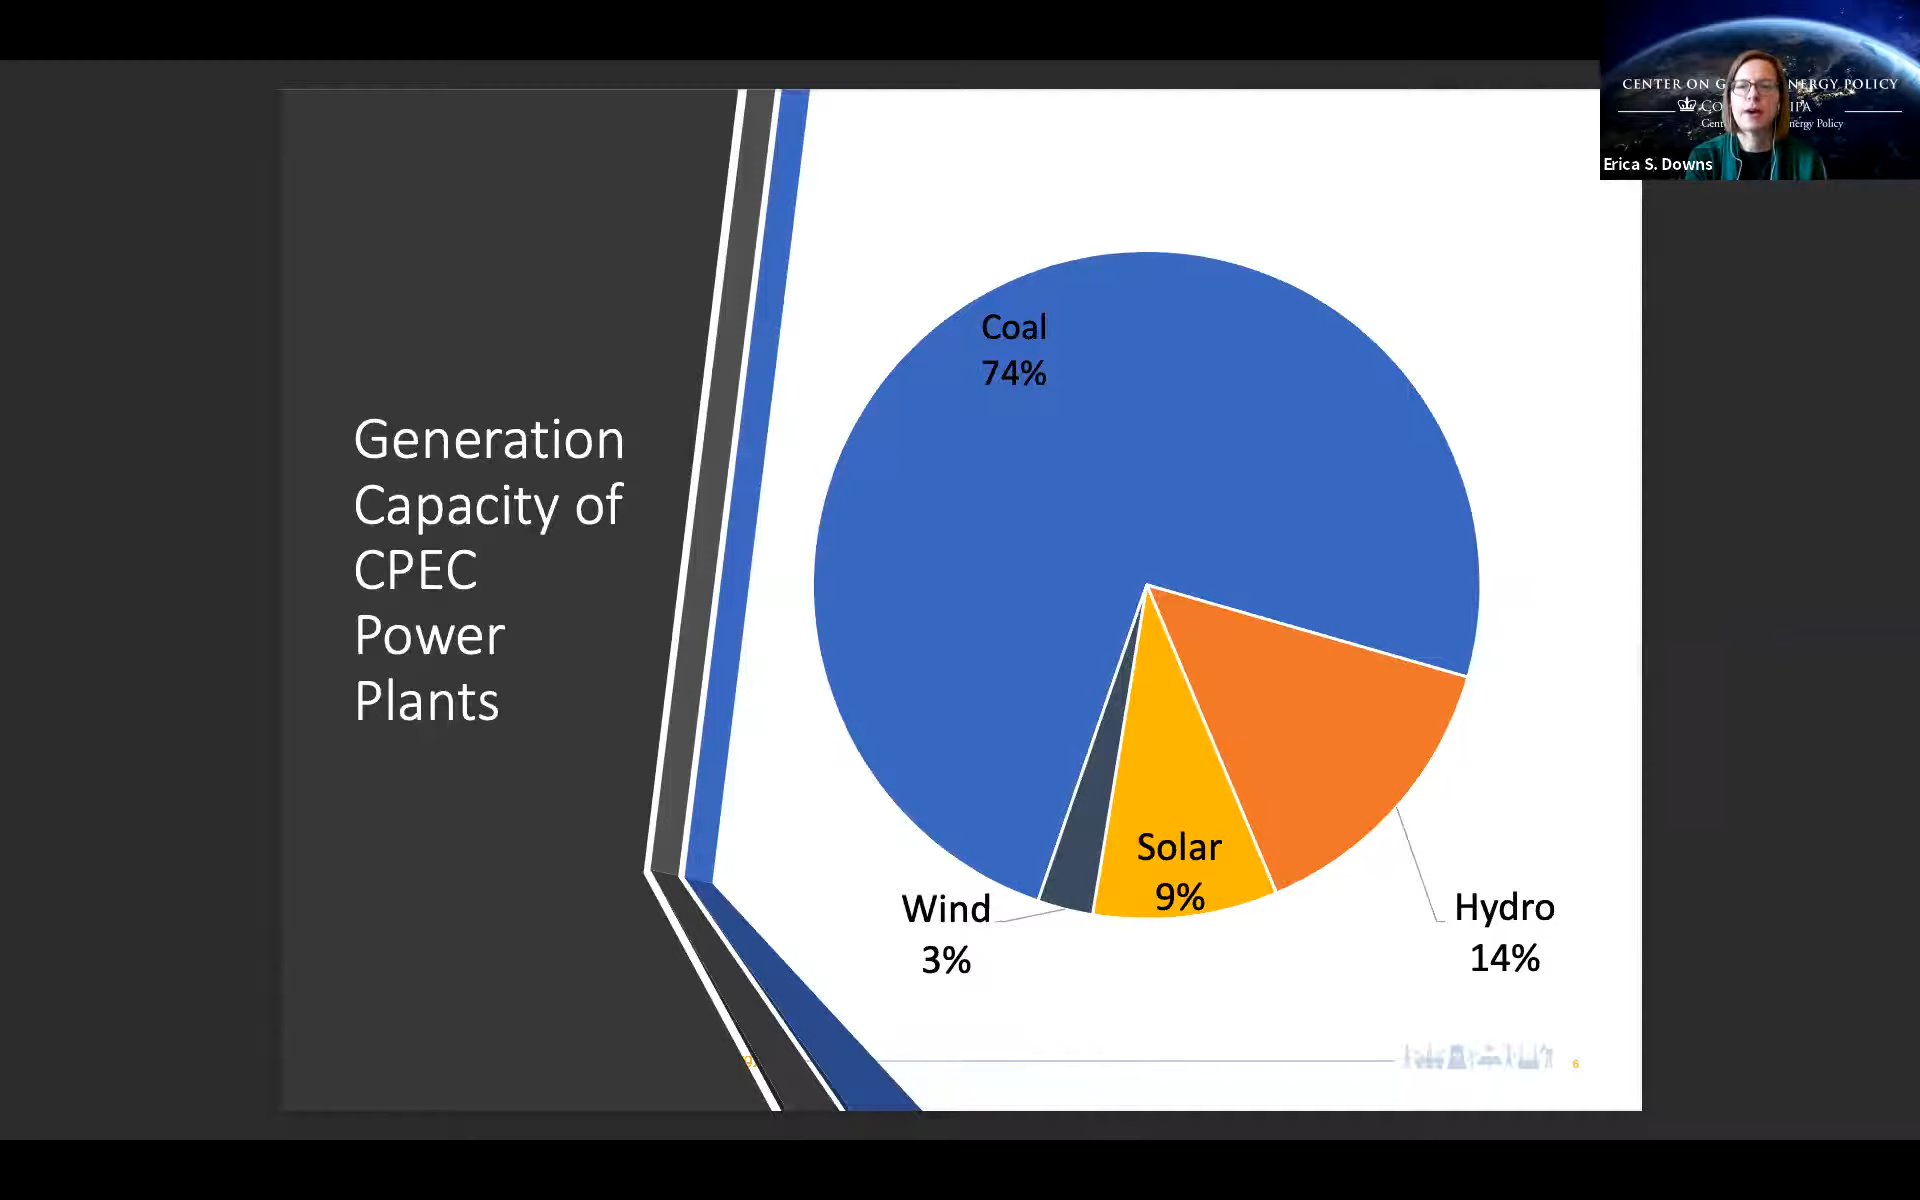 Generation
Capacity of
CPEC
Power
Plants
Coal
74%
Solar
9%
Wind
3%
Hydro
14%
6
CENTER ON G NERGY POLICY
Erica S. Downs